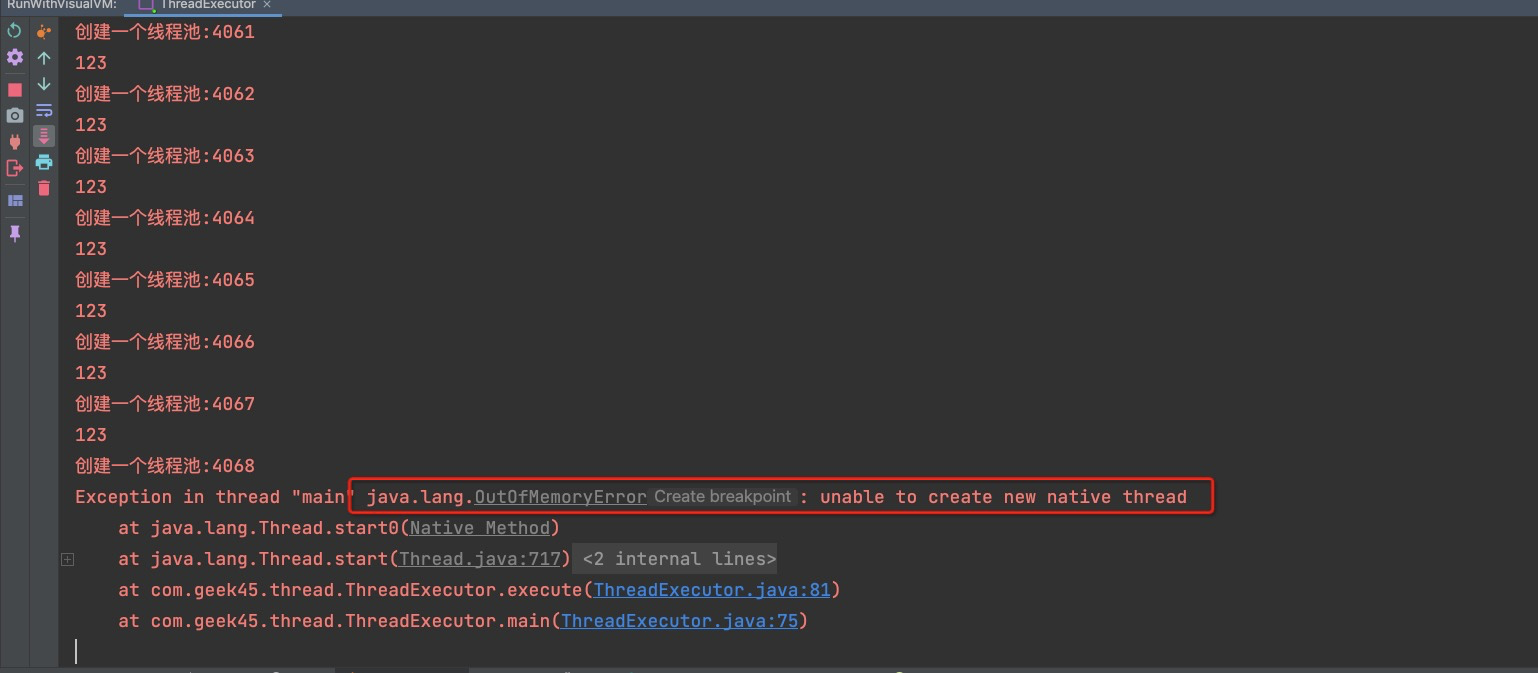 RunWithVisualVM: ThreadExecutor ×
创建一个线程池:4061
123
创建一个线程池:4062
123
创建一个线程池:4063
123
创建一个线程池:4064
123
创建一个线程池:4065
123
创建一个线程池:4066
123
创建一个线程池:4067
123
创建一个线程池:4068
Exception in thread "main" java.lang.OutOfMemoryError Create breakpoint : unable to create new native thread
at java.lang.Thread.start0(Native Method)
at java.lang.Thread.start(Thread.java:717) <2 internal lines>
at com.geek45.thread.ThreadExecutor.execute(ThreadExecutor.java:81)
at com.geek45.thread.ThreadExecutor.main(ThreadExecutor.java:75)